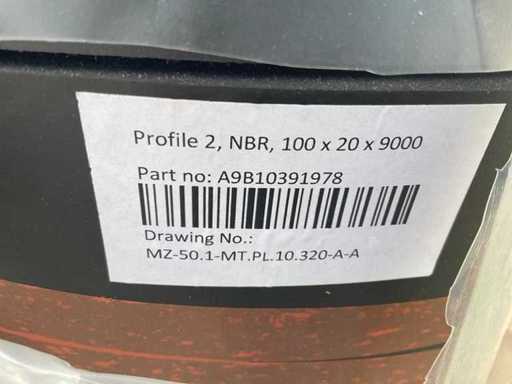 Profile 2, NBR, 100 x 20 x 9000
Part no: A9B10391978
Drawing No.:
MZ-50.1-MT.PL.10.320-A-A